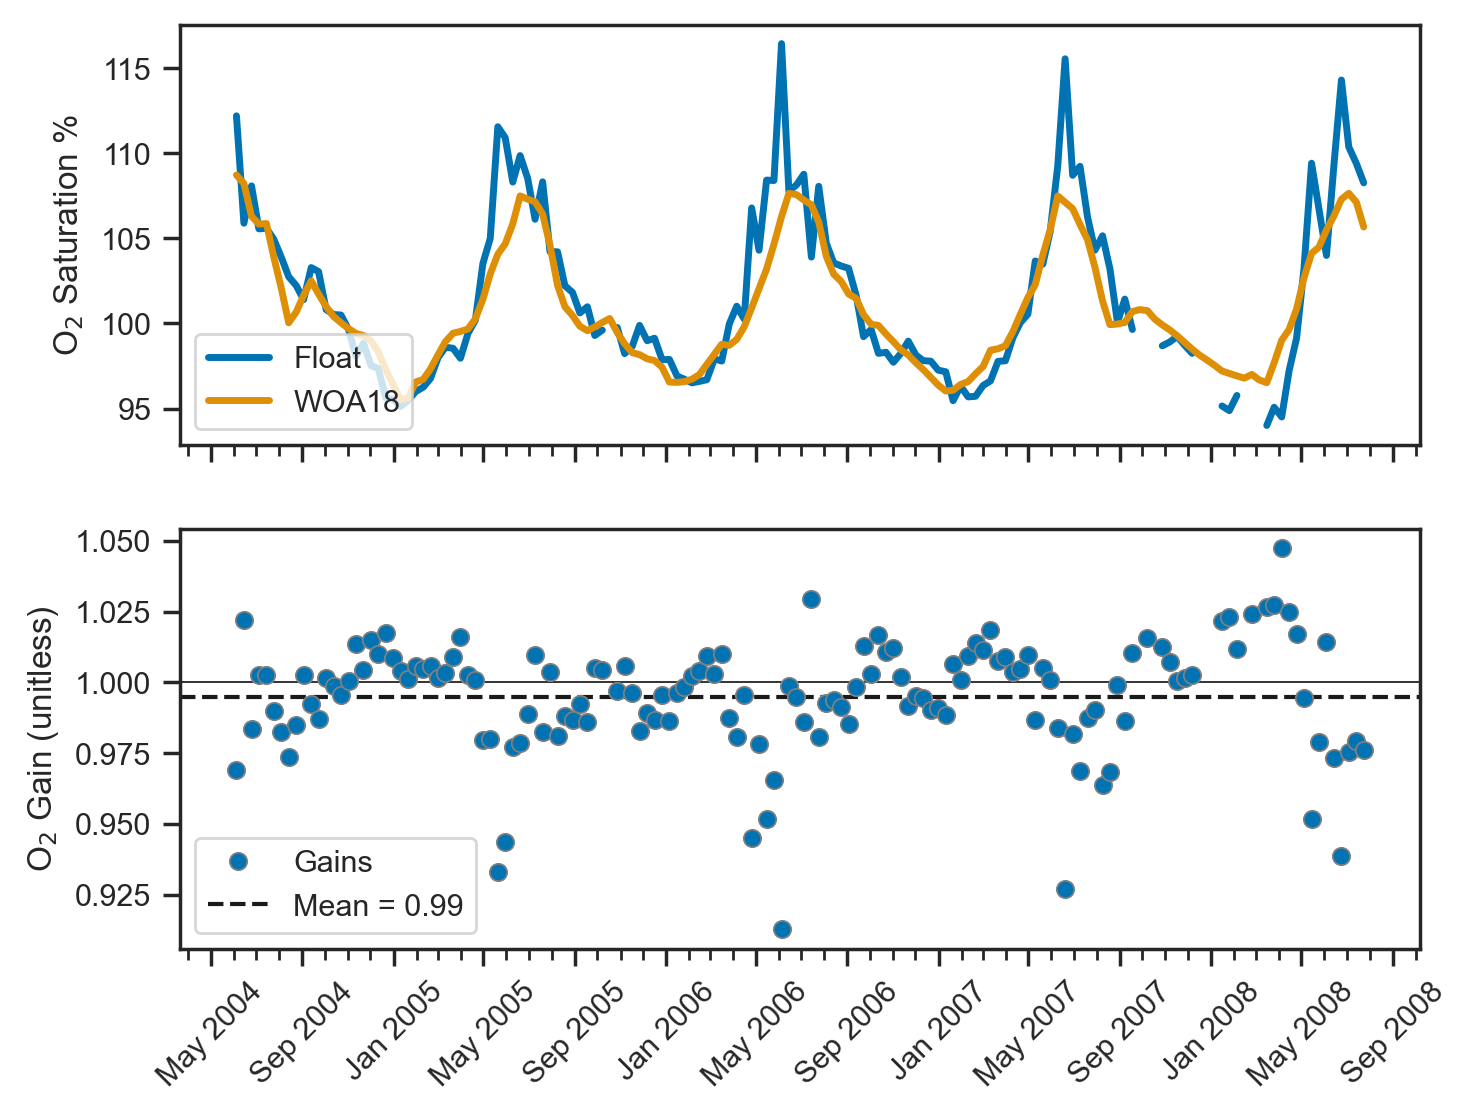 115
110
105
100
95
O₂ Saturation %
Float
WOA18
1.050
1.025
1.000
0.975
0.950
0.925
O₂ Gain (unitless)
Gains
Mean = 0.99
May 2004
Sep 2004
Jan 2005
May 2005
Sep 2005
Jan 2006
May 2006
Sep 2006
Jan 2007
May 2007
Sep 2007
Jan 2008
May 2008
Sep 2008